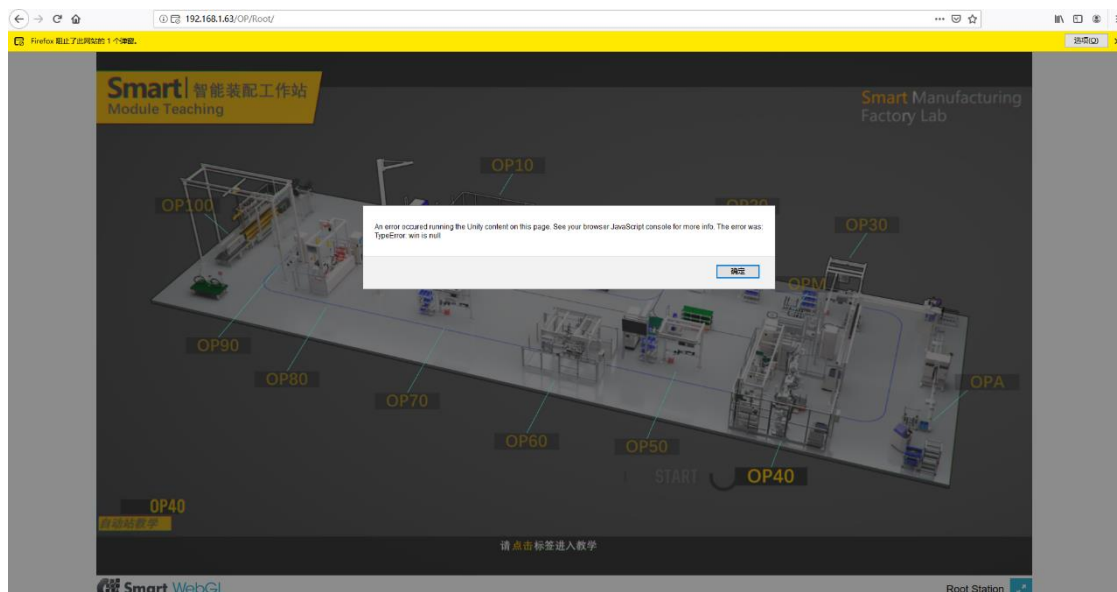 192.168.1.63/OP/Root/
Firefox 阻止了此网站的 1 个弹窗。
选项(O)
Smart 智能装配工作站
Module Teaching
Smart Manufacturing
Factory Lab
OP10
OP100
OP20
OP30
An error occured running the Unity content on this page. See your browser JavaScript console for more info. The error was:
TypeError: win is null
确定
OPM
OP90
OP80
OPA
OP70
OP60
OP50
START
OP40
OP40
自动站教学
请点击标签进入教学
Smart WebGL
Root Station